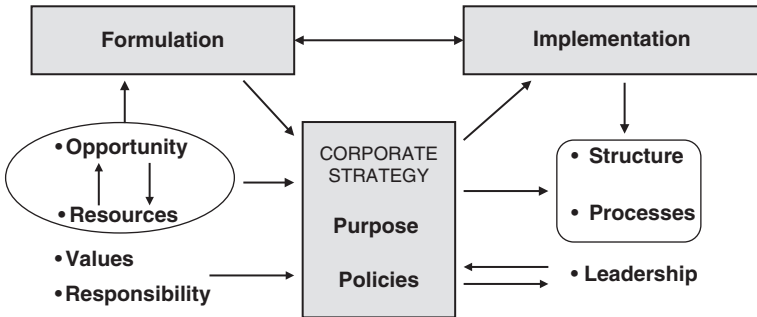 Formulation
Implementation
• Opportunity
• Resources
• Values
• Responsibility
CORPORATE
STRATEGY
Purpose
Policies
• Structure
• Processes
• Leadership